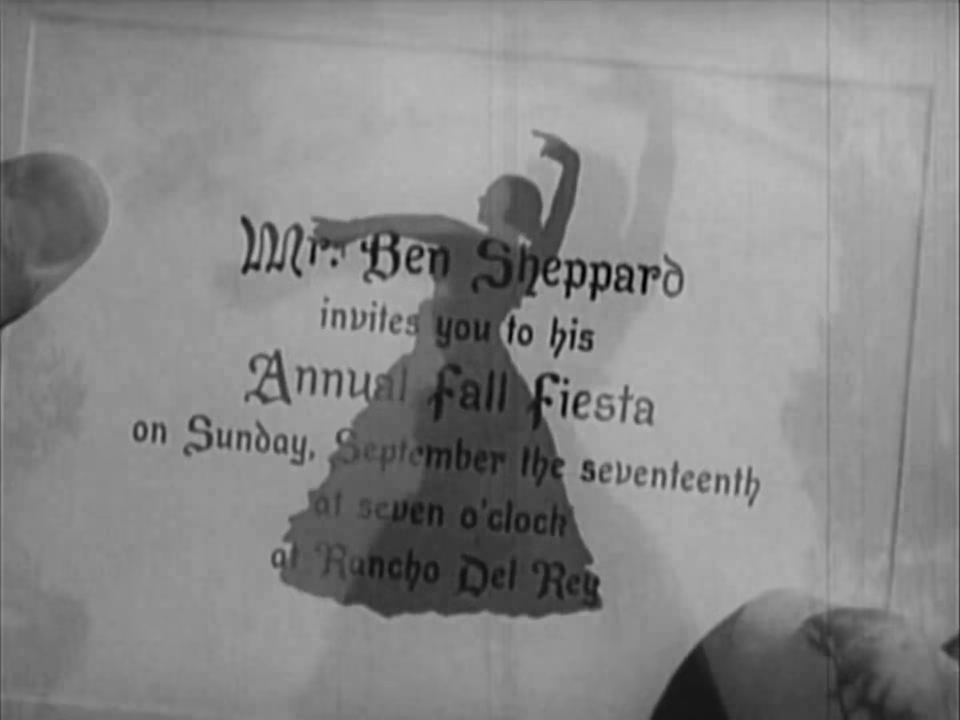 Mr. Ben Sheppard
invites you to his
Annual Fall Fiesta
on Sunday, September the seventeenth
at seven o'clock
at Rancho Del Rey